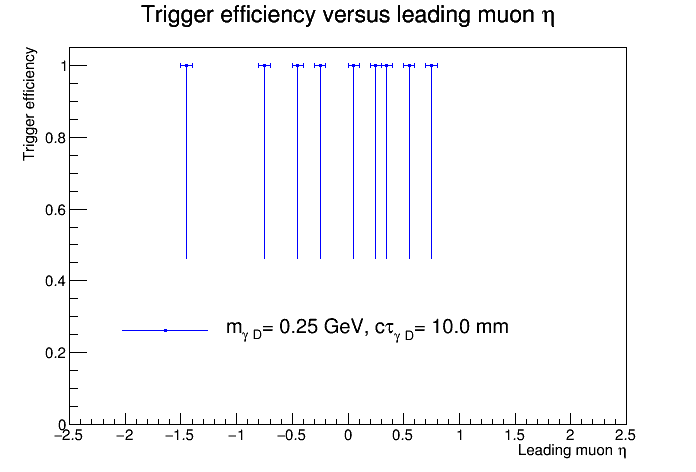 Trigger efficiency versus leading muon η
Trigger efficiency
1
0.8
0.6
0.4
0.2
0
m_{γ D}= 0.25 GeV, cτ_{γ D}= 10.0 mm
−2.5 −2 −1.5 −1 −0.5 0 0.5 1 1.5 2 2.5
Leading muon η